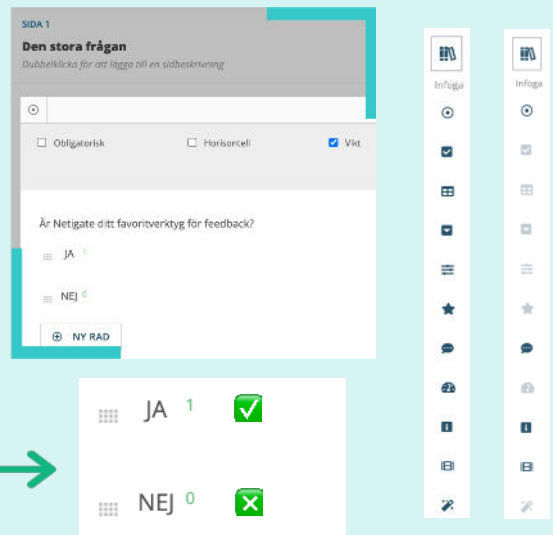 SIDA 1
Den stora frågan
Dubbelklicka för att lägga till en sidbeskrivning
Obligatorisk
Horisontell
Vikt
Är Netigate ditt favoritverktyg för feedback?
JA 1
NEJ 0
NY RAD
JA 1
NEJ 0
Infoga
Infoga